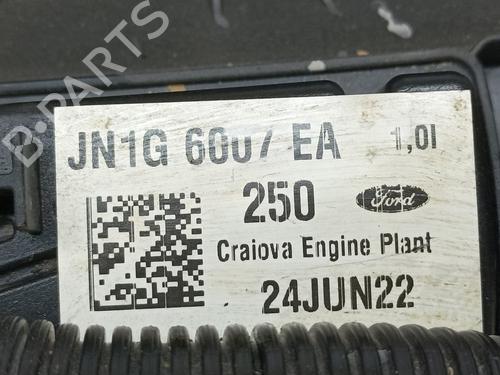 B-PARTS
JN1G 6007 EA 1,0l
250 Ford
Craiova Engine Plant
24JUN22